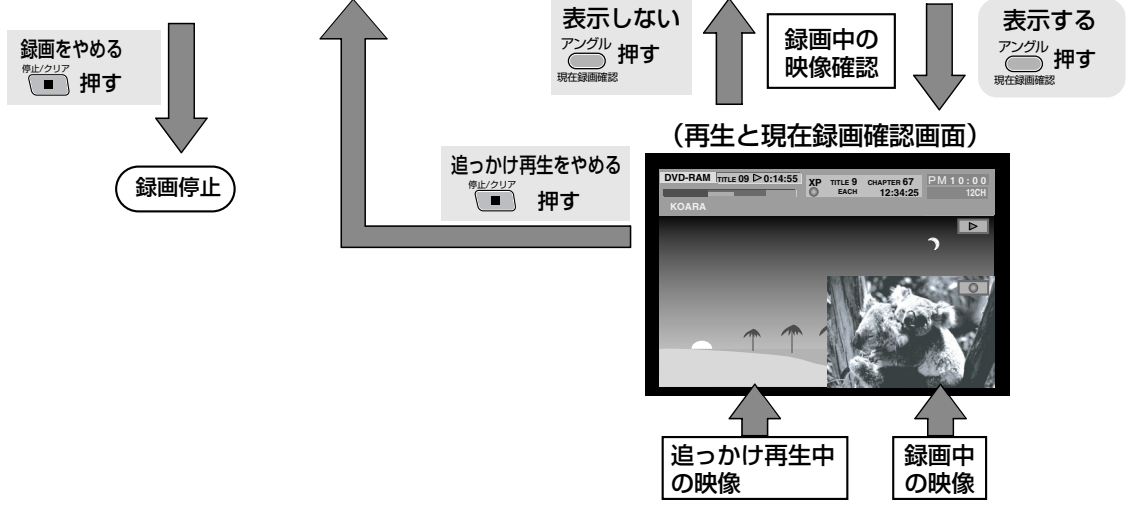 録画をやめる
停止/クリア
押す
録画停止
追っかけ再生をやめる
停止/クリア
押す
表示しない
アングル
押す
現在録画確認
録画中の
映像確認
表示する
アングル
押す
現在録画確認
(再生と現在録画確認画面)
DVD-RAM TITLE 09 ▷ 0:14:55
XP TITLE 9 CHAPTER 67 PM 10:00
EACH 12:34:25 12CH
KOARA
追っかけ再生中
の映像
録画中
の映像